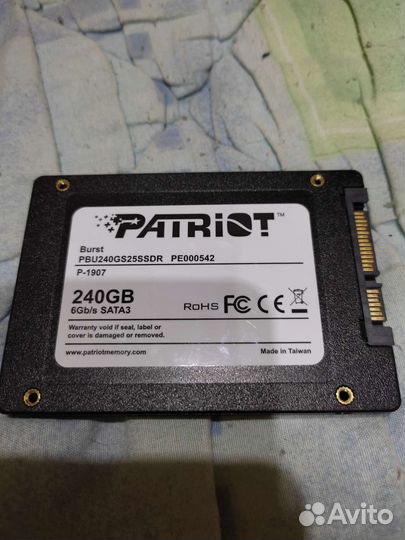 PATRIOT™
Burst
PBU240GS25SSDR PE000542
P-1907
240GB
6Gb/s SATA3
RoHS FC CE
Warranty void if seal, label or
cover is damaged or removed.
www.patriotmemory.com
Made in Taiwan
Avito